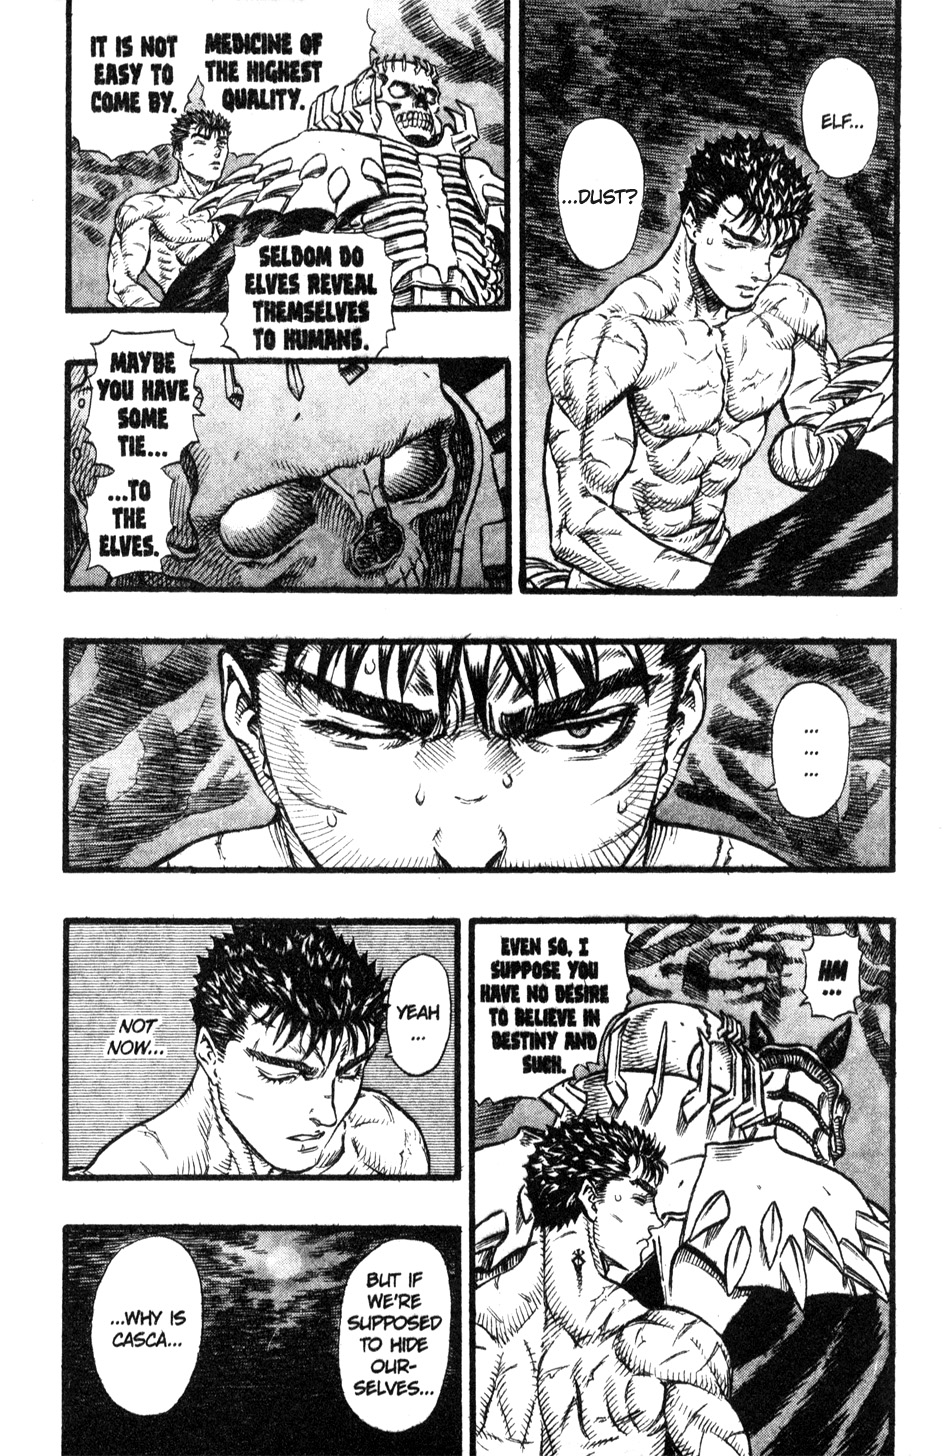 ELF...
...DUST?
MEDICINE OF
THE HIGHEST
QUALITY.
IT IS NOT
EASY TO
COME BY.
SELDOM DO
ELVES REVEAL
THEMSELVES
TO HUMANS.
MAYBE
YOU HAVE
SOME
TIE...
...TO
THE
ELVES.
...
...
...
HM
...
EVEN SO, I
SUPPOSE YOU
HAVE NO DESIRE
TO BELIEVE IN
DESTINY AND
SUCH.
YEAH
...
NOT
NOW...
BUT IF
WE'RE
SUPPOSED
TO HIDE
OUR-
SELVES...
...WHY IS
CASCA...